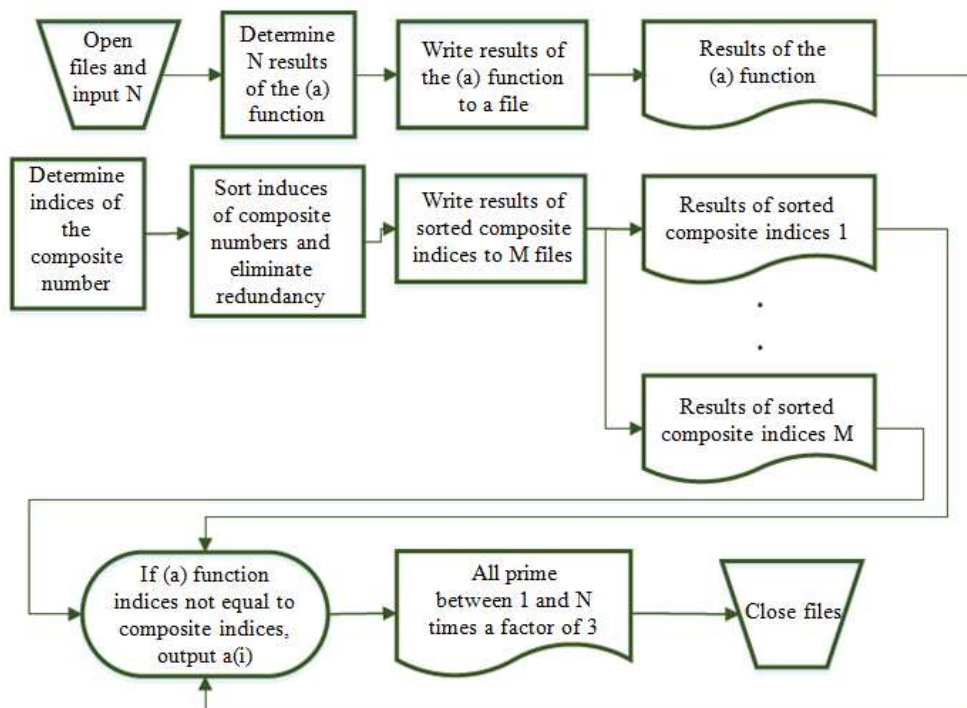 Open
files and
input N
Determine
N results
of the (a)
function
Write results of
the (a) function
to a file
Results of the
(a) function
Determine
indices of
the
composite
number
Sort induces
of composite
numbers and
eliminate
redundancy
Write results of
sorted composite
indices to M files
Results of sorted
composite indices 1
Results of sorted
composite indices M
If (a) function
indices not equal to
composite indices,
output a(i)
All prime
between 1 and N
times a factor of 3
Close files